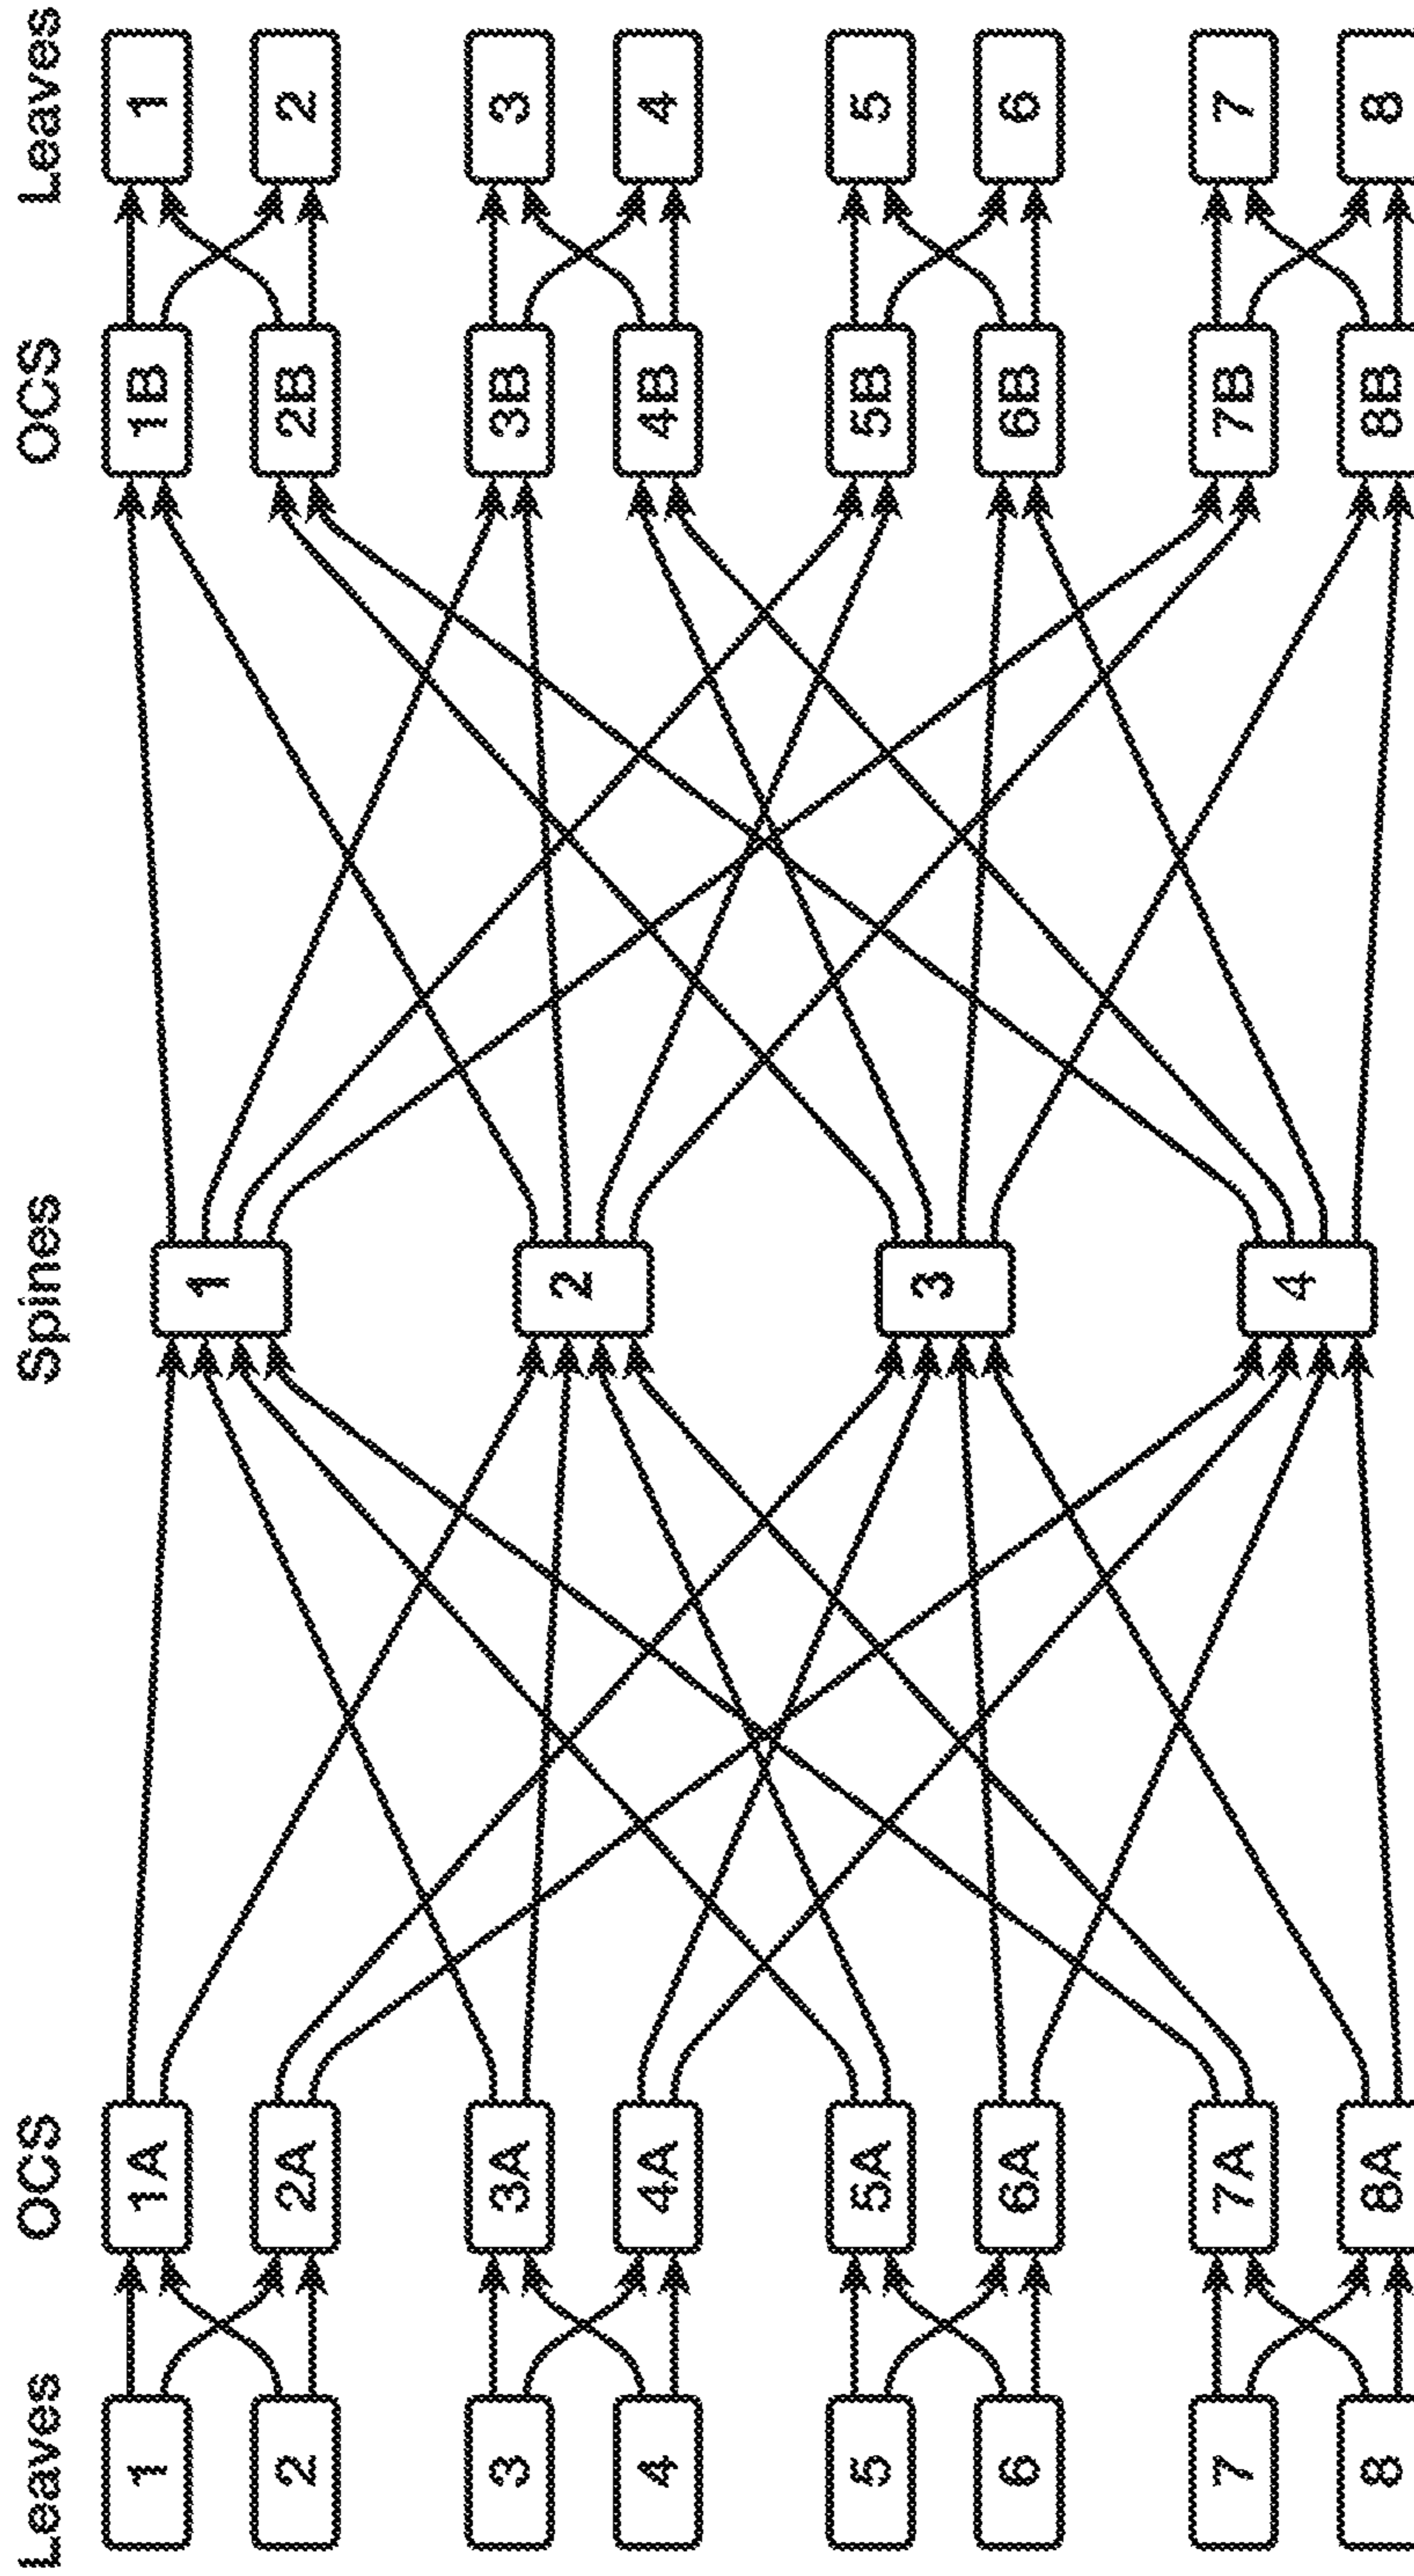 Leaves OCS Spines OCS Leaves
1 1A 1 1B 1
2 2A 2B 2
3 3A 2 3B 3
4 4A 4B 4
5 5A 3 5B 5
6 6A 6B 6
7 7A 4 7B 7
8 8A 8B 8